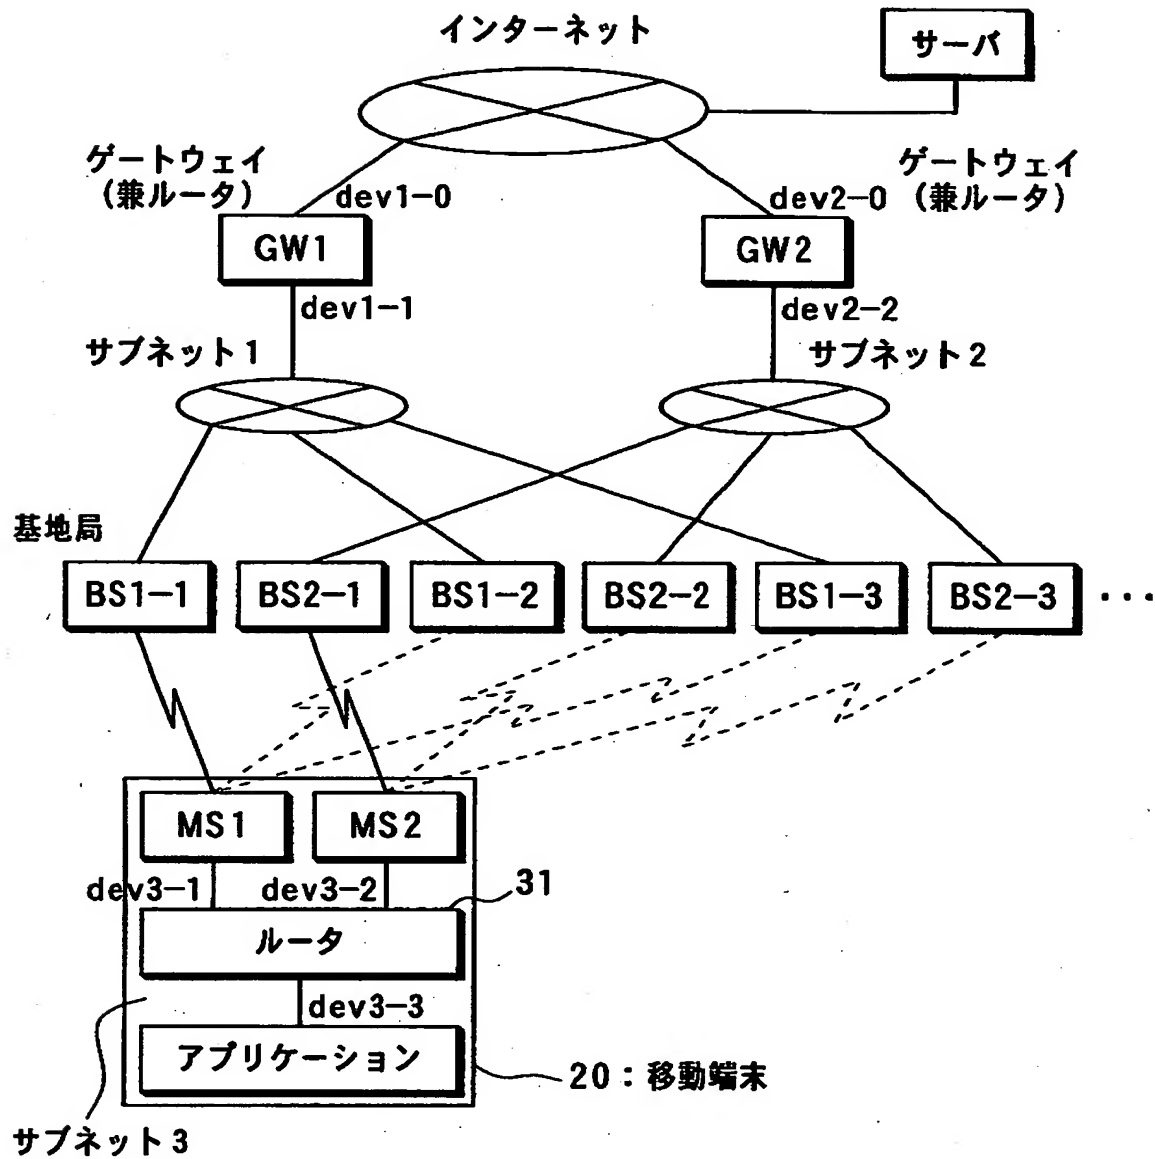 インターネット
サーバ
ゲートウェイ
(兼ルータ)
dev1-0
dev2-0
ゲートウェイ
(兼ルータ)
GW1
GW2
dev1-1
dev2-2
サブネット1
サブネット2
基地局
BS1-1
BS2-1
BS1-2
BS2-2
BS1-3
BS2-3
・・・
MS1
MS2
dev3-1
dev3-2
31
ルータ
dev3-3
アプリケーション
20:移動端末
サブネット3